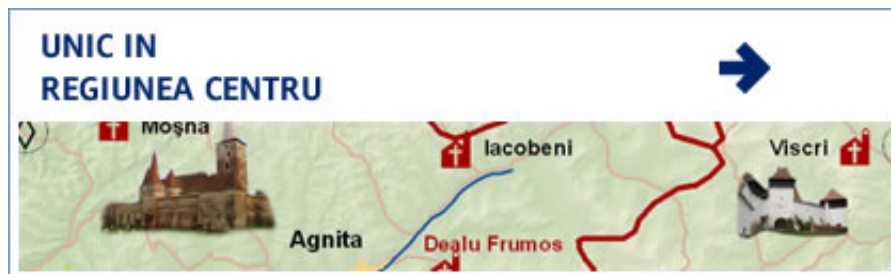 UNIC IN
REGIUNEA CENTRU
Moşna
Iacobeni
Viscri
Agnita
Dealu Frumos